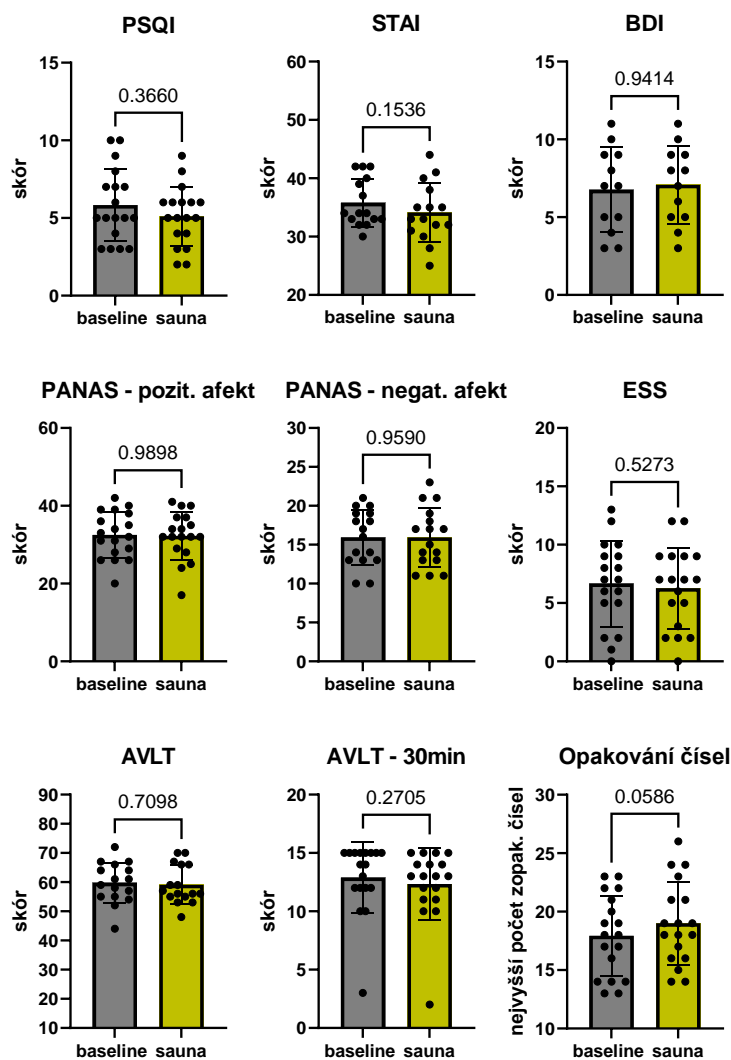 PSQI
STAI
BDI
0.3660
0.1536
0.9414
skór
15
10
5
0
baseline sauna
skór
60
50
40
30
20
baseline sauna
skór
15
10
5
0
baseline sauna
PANAS - pozit. afekt
PANAS - negat. afekt
ESS
0.9898
0.9590
0.5273
skór
60
40
20
0
baseline sauna
skór
30
25
20
15
10
5
0
baseline sauna
skór
20
15
10
5
0
baseline sauna
AVLT
AVLT - 30min
Opakování čísel
0.7098
0.2705
0.0586
skór
90
80
70
60
50
40
30
20
10
baseline sauna
skór
20
15
10
5
0
baseline sauna
nejvyšší počet zopak. čísel
30
25
20
15
10
baseline sauna